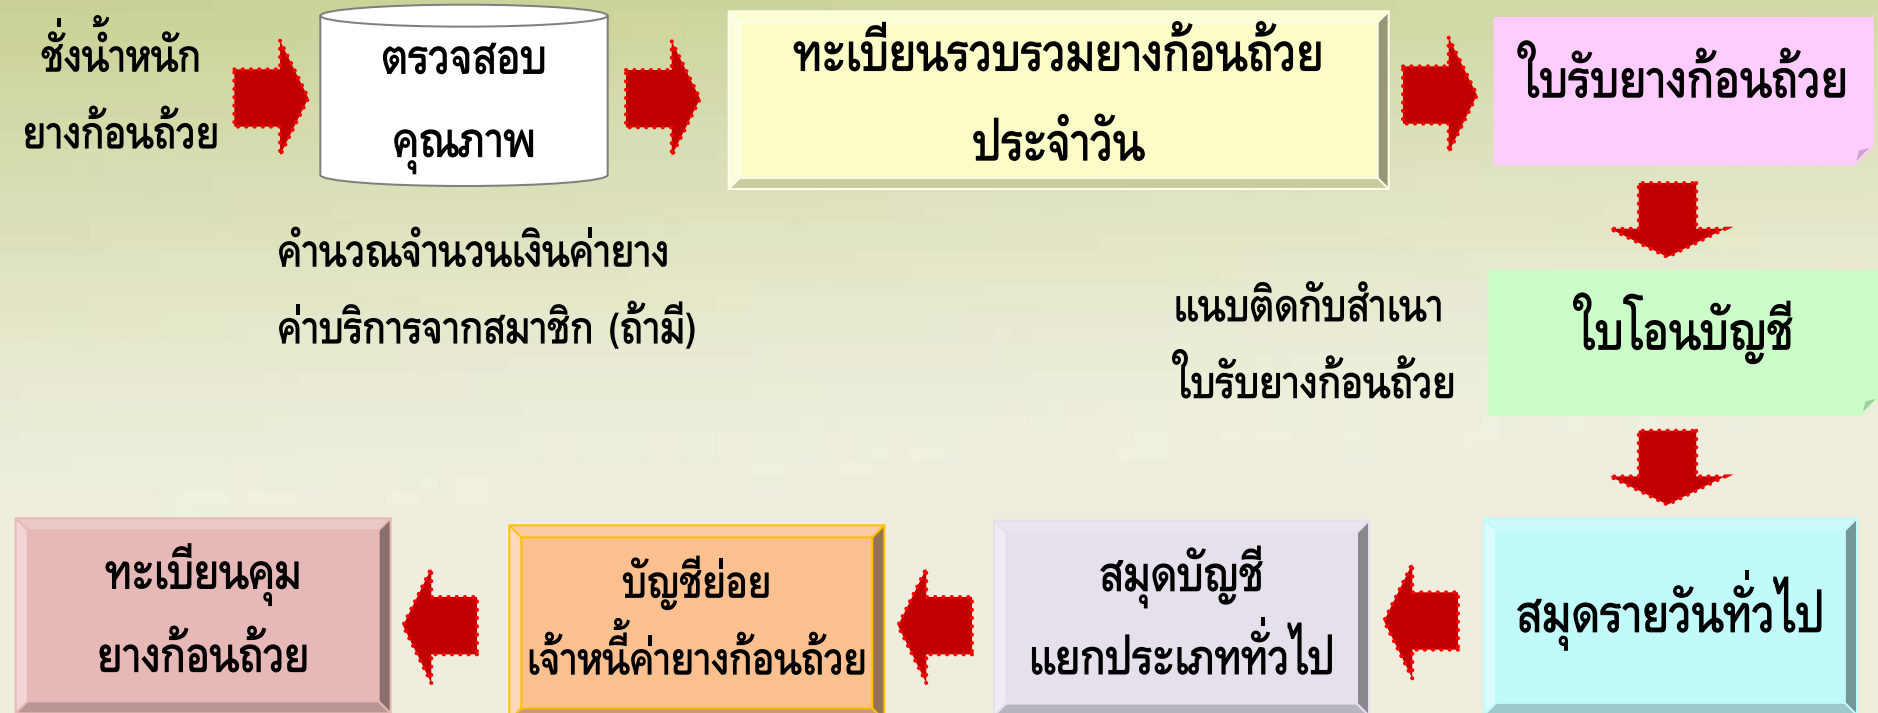 ชั่งน้ำหนัก
ยางก้อนถ้วย
ตรวจสอบ
คุณภาพ
ทะเบียนรวบรวมยางก้อนถ้วย
ประจำวัน
ใบรับยางก้อนถ้วย
คำนวณจำนวนเงินค่ายาง
ค่าบริการจากสมาชิก (ถ้ามี)
แนบติดกับสำเนา
ใบรับยางก้อนถ้วย
ใบโอนบัญชี
สมุดรายวันทั่วไป
สมุดบัญชี
แยกประเภททั่วไป
บัญชีย่อย
เจ้าหนี้ค่ายางก้อนถ้วย
ทะเบียนคุม
ยางก้อนถ้วย